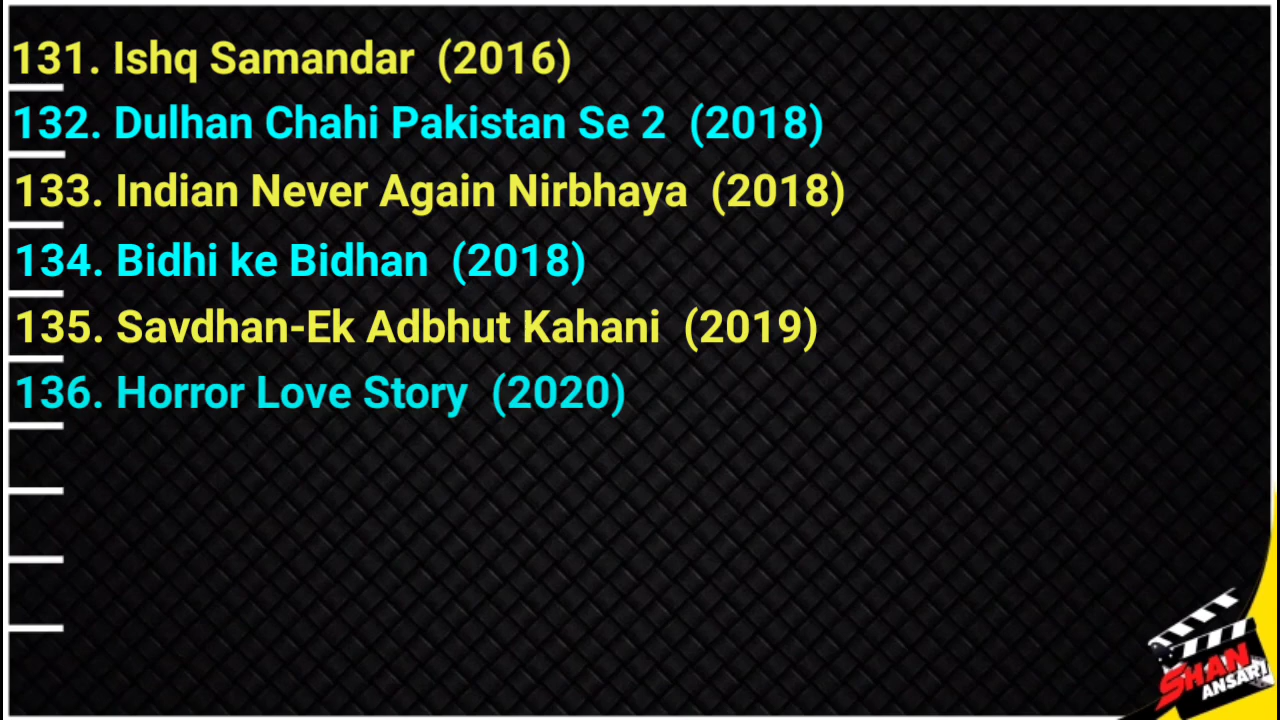 131. Ishq Samandar (2016)
132. Dulhan Chahi Pakistan Se 2 (2018)
133. Indian Never Again Nirbhaya (2018)
134. Bidhi ke Bidhan (2018)
135. Savdhan-Ek Adbhut Kahani (2019)
136. Horror Love Story (2020)
SHAN
ANSARI